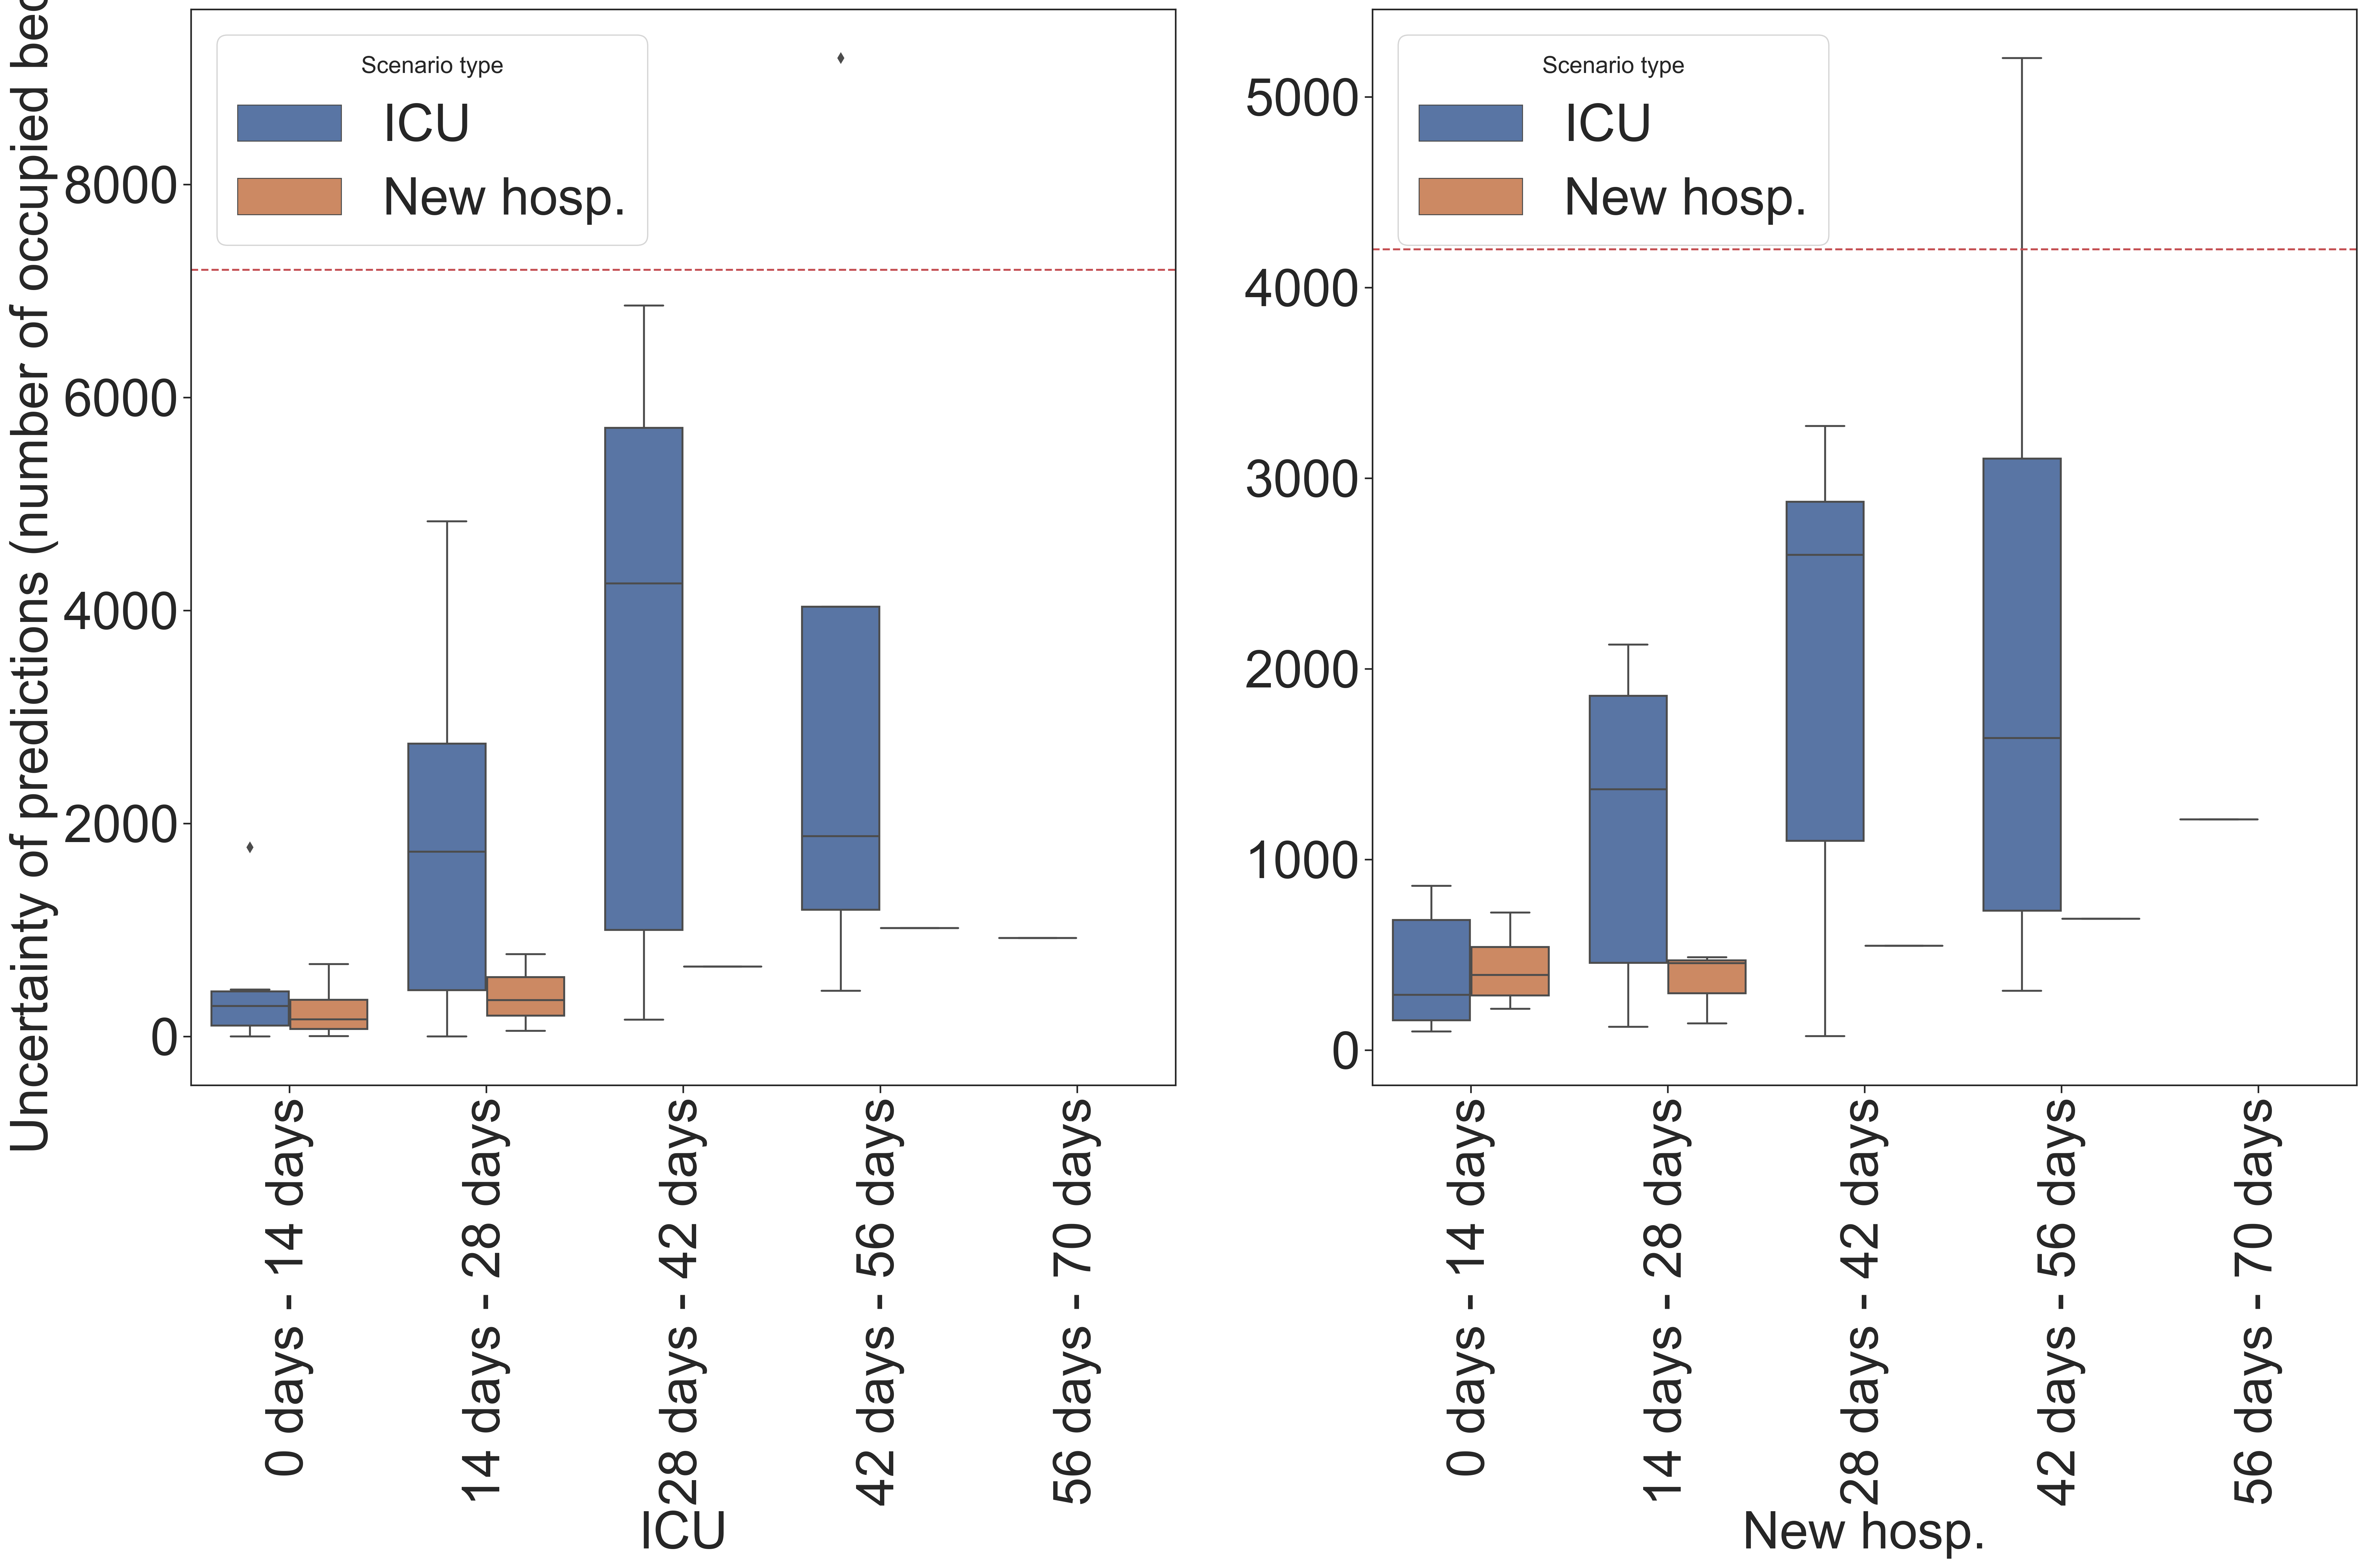 Uncertainty of predictions (number of occupied bed
8000
6000
4000
2000
0
Scenario type
ICU
New hosp.
0 days - 14 days
14 days - 28 days
28 days - 42 days
42 days - 56 days
56 days - 70 days
ICU
5000
4000
3000
2000
1000
0
Scenario type
ICU
New hosp.
0 days - 14 days
14 days - 28 days
28 days - 42 days
42 days - 56 days
56 days - 70 days
New hosp.